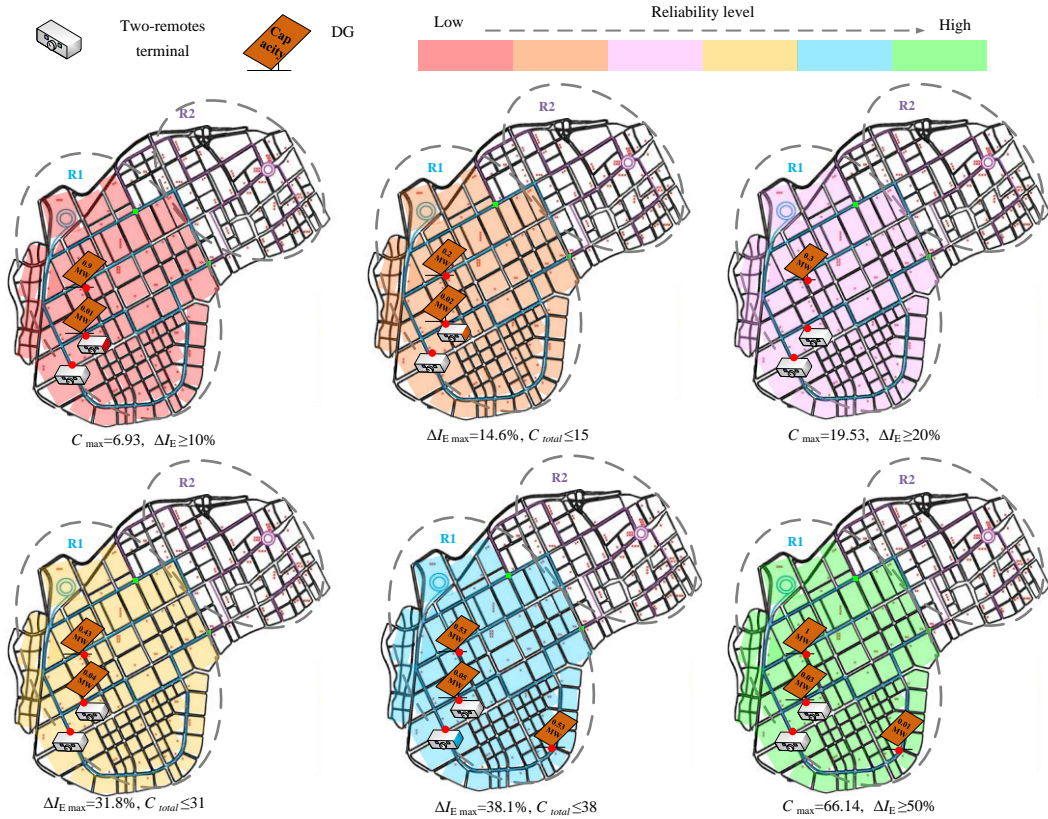 Two-remotes
terminal
Cap
acity
DG
Reliability level
Low
High
R2
R1
0.9
MW
0.01
MW
C max=6.93, ΔIE≥10%
R2
R1
0.2
MW
0.02
MW
ΔIE max=14.6%, C total≤15
R2
R1
0.3
MW
C max=19.53, ΔIE≥20%
R2
R1
0.43
MW
0.04
MW
ΔIE max=31.8%, C total≤31
R2
R1
0.53
MW
0.05
MW
0.53
MW
ΔIE max=38.1%, C total≤38
R2
R1
1
MW
0.03
MW
0.01
MW
C max=66.14, ΔIE≥50%